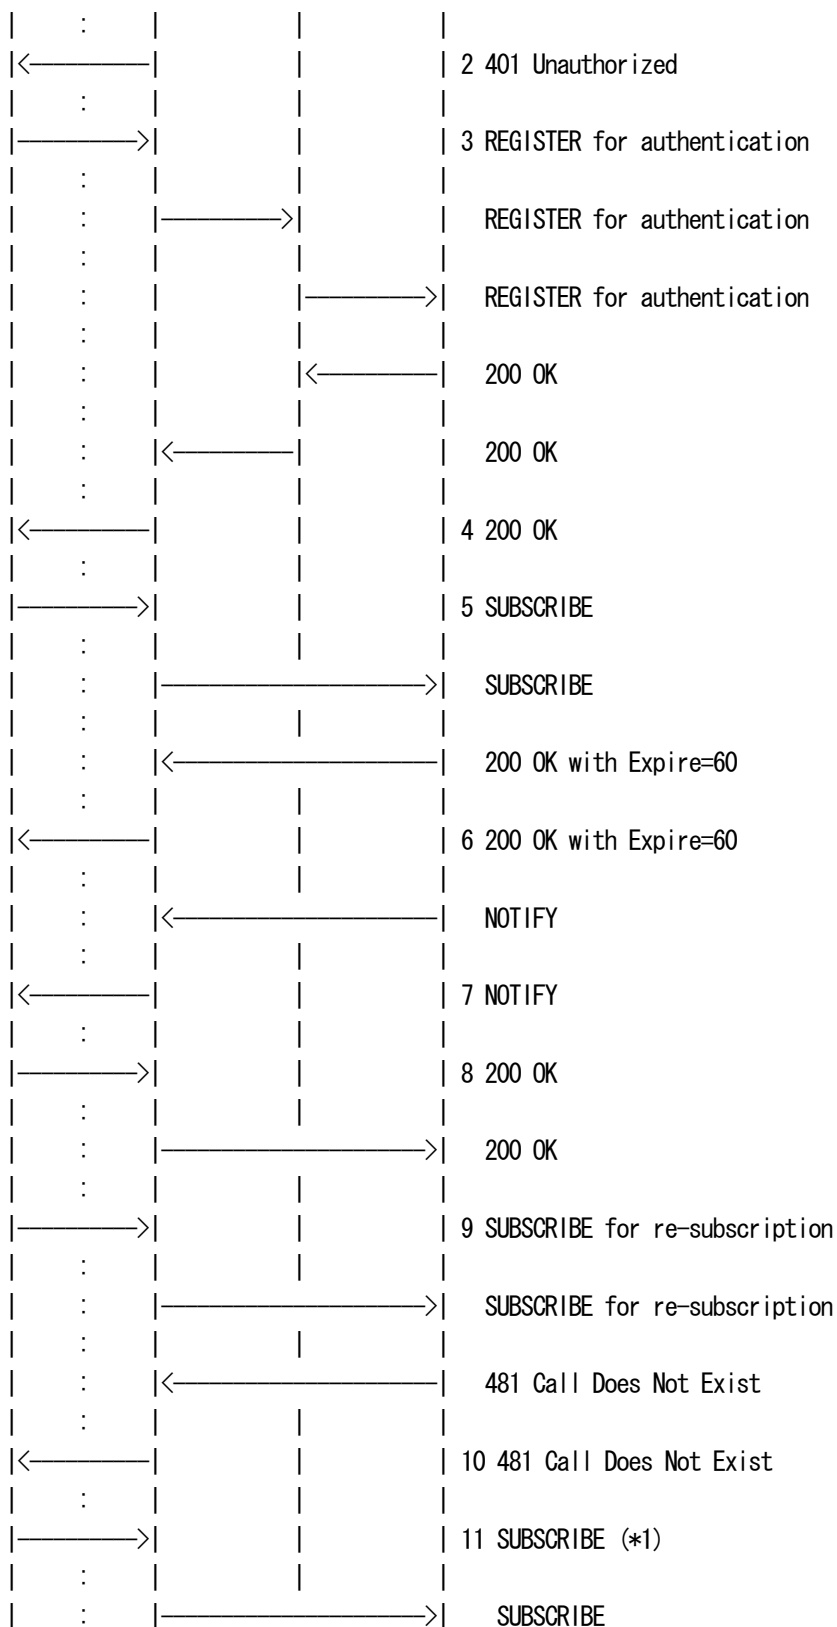 |     :     |           |           |
|<----------|           |           | 2 401 Unauthorized
|     :     |           |           |
|---------->|           |           | 3 REGISTER for authentication
|     :     |           |           |
|     :     |---------->|           |   REGISTER for authentication
|     :     |           |           |
|     :     |           |---------->|   REGISTER for authentication
|     :     |           |           |
|     :     |           |<----------|   200 OK
|     :     |           |           |
|     :     |<----------|           |   200 OK
|     :     |           |           |
|<----------|           |           | 4 200 OK
|     :     |           |           |
|---------->|           |           | 5 SUBSCRIBE
|     :     |           |           |
|     :     |---------------------->|   SUBSCRIBE
|     :     |           |           |
|     :     |<----------------------|   200 OK with Expire=60
|     :     |           |           |
|<----------|           |           | 6 200 OK with Expire=60
|     :     |           |           |
|     :     |<----------------------|   NOTIFY
|     :     |           |           |
|<----------|           |           | 7 NOTIFY
|     :     |           |           |
|---------->|           |           | 8 200 OK
|     :     |           |           |
|     :     |---------------------->|   200 OK
|     :     |           |           |
|---------->|           |           | 9 SUBSCRIBE for re-subscription
|     :     |           |           |
|     :     |---------------------->|   SUBSCRIBE for re-subscription
|     :     |           |           |
|     :     |<----------------------|   481 Call Does Not Exist
|     :     |           |           |
|<----------|           |           | 10 481 Call Does Not Exist
|     :     |           |           |
|---------->|           |           | 11 SUBSCRIBE (*1)
|     :     |           |           |
|     :     |---------------------->|    SUBSCRIBE